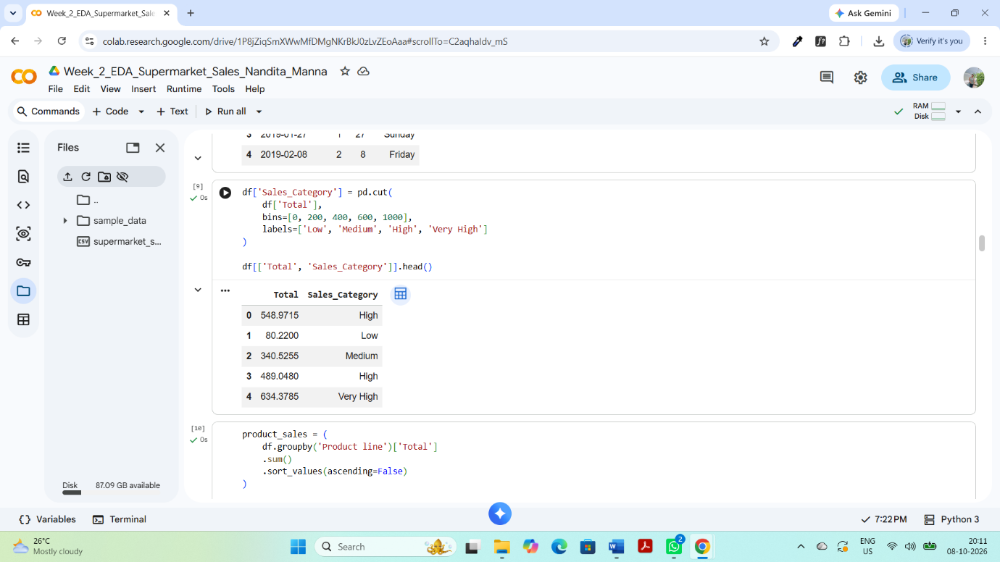 Week_2_EDA_Supermarket_Sale
Ask Gemini
colab.research.google.com/drive/1P8jZiqSmXWwMfDMgNKrBkJ0zLvZEoAaa#scrollTo=C2aqhaIdv_mS
Verify it's you
Week_2_EDA_Supermarket_Sales_Nandita_Manna
File Edit View Insert Runtime Tools Help
Share
Commands + Code + Text Run all
RAM
Disk
Files
..
sample_data
CSV supermarket_s...
Disk 87.09 GB available
3 2019-01-27 1 27 Sunday
4 2019-02-08 2 8 Friday
[9]
0s
df['Sales_Category'] = pd.cut(
df['Total'],
bins=[0, 200, 400, 600, 1000],
labels=['Low', 'Medium', 'High', 'Very High']
)
df[['Total', 'Sales_Category']].head()
Total Sales_Category
0 548.9715 High
1 80.2200 Low
2 340.5255 Medium
3 489.0480 High
4 634.3785 Very High
[10]
0s
product_sales = (
df.groupby('Product line')['Total']
.sum()
.sort_values(ascending=False)
)
Variables Terminal
7:22 PM Python 3
26°C
Mostly cloudy
Search
2
ENG
US
20:11
08-10-2026